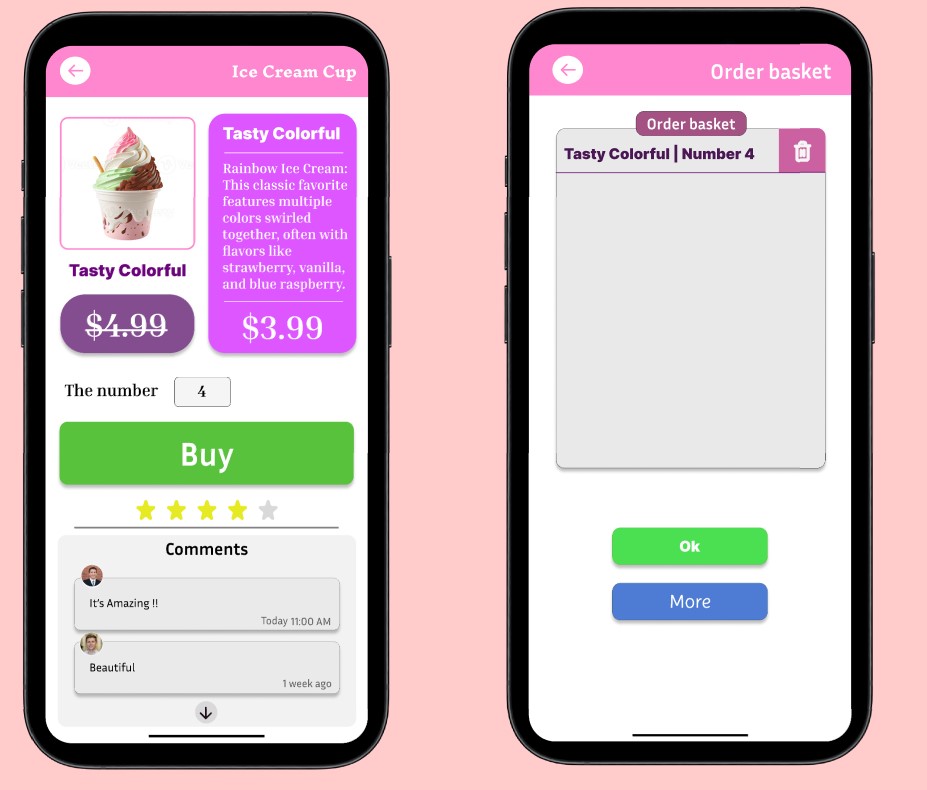 Ice Cream Cup
Tasty Colorful
Rainbow Ice Cream:
This classic favorite
features multiple
colors swirled
together, often with
flavors like
strawberry, vanilla,
and blue raspberry.
$3.99
Tasty Colorful
$4.99
The number 4
Buy
Comments
It's Amazing !!
Today 11:00 AM
Beautiful
1 week ago
Order basket
Order basket
Tasty Colorful | Number 4
Ok
More